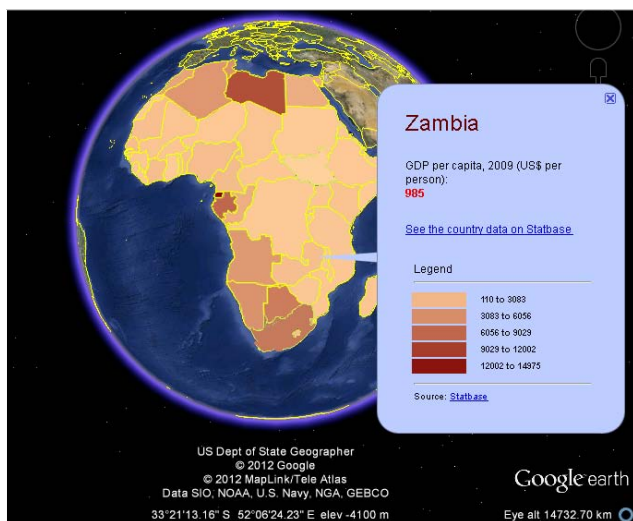 Zambia
GDP per capita, 2009 (US$ per
person):
985
See the country data on Statbase
Legend
110 to 3083
3083 to 6056
6056 to 9029
9029 to 12002
12002 to 14975
Source: Statbase
US Dept of State Geographer
© 2012 Google
© 2012 MapLink/Tele Atlas
Data SIO, NOAA, U.S. Navy, NGA, GEBCO
Google earth
33°21'13.16" S 52°06'24.23" E elev -4100 m
Eye alt 14732.70 km